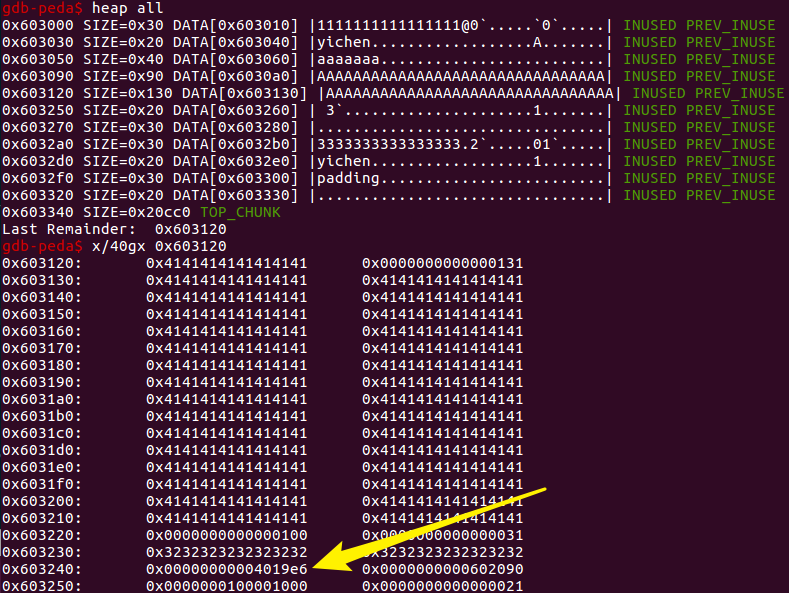 gdb-peda$ heap all
0x603000 SIZE=0x30 DATA[0x603010] |1111111111111111@0`.....`0`.....| INUSED PREV_INUSE
0x603030 SIZE=0x20 DATA[0x603040] |yichen..................A.......| INUSED PREV_INUSE
0x603050 SIZE=0x40 DATA[0x603060] |aaaaaaa.........................| INUSED PREV_INUSE
0x603090 SIZE=0x90 DATA[0x6030a0] |AAAAAAAAAAAAAAAAAAAAAAAAAAAAAAAA| INUSED PREV_INUSE
0x603120 SIZE=0x130 DATA[0x603130] |AAAAAAAAAAAAAAAAAAAAAAAAAAAAAAAA| INUSED PREV_INUSE
0x603250 SIZE=0x20 DATA[0x603260] | 3`.....................1.......| INUSED PREV_INUSE
0x603270 SIZE=0x30 DATA[0x603280] |................................| INUSED PREV_INUSE
0x6032a0 SIZE=0x30 DATA[0x6032b0] |3333333333333333.2`.....01`.....| INUSED PREV_INUSE
0x6032d0 SIZE=0x20 DATA[0x6032e0] |yichen..................1.......| INUSED PREV_INUSE
0x6032f0 SIZE=0x30 DATA[0x603300] |padding.........................| INUSED PREV_INUSE
0x603320 SIZE=0x20 DATA[0x603330] |................................| INUSED PREV_INUSE
0x603340 SIZE=0x20cc0 TOP_CHUNK
Last Remainder:  0x603120
gdb-peda$ x/40gx 0x603120
0x603120:	0x4141414141414141	0x0000000000000131
0x603130:	0x4141414141414141	0x4141414141414141
0x603140:	0x4141414141414141	0x4141414141414141
0x603150:	0x4141414141414141	0x4141414141414141
0x603160:	0x4141414141414141	0x4141414141414141
0x603170:	0x4141414141414141	0x4141414141414141
0x603180:	0x4141414141414141	0x4141414141414141
0x603190:	0x4141414141414141	0x4141414141414141
0x6031a0:	0x4141414141414141	0x4141414141414141
0x6031b0:	0x4141414141414141	0x4141414141414141
0x6031c0:	0x4141414141414141	0x4141414141414141
0x6031d0:	0x4141414141414141	0x4141414141414141
0x6031e0:	0x4141414141414141	0x4141414141414141
0x6031f0:	0x4141414141414141	0x4141414141414141
0x603200:	0x4141414141414141	0x4141414141414141
0x603210:	0x4141414141414141	0x4141414141414141
0x603220:	0x0000000000000100	0x0000000000000031
0x603230:	0x3232323232323232	0x3232323232323232
0x603240:	0x00000000004019e6	0x0000000000602090
0x603250:	0x0000000100001000	0x0000000000000021